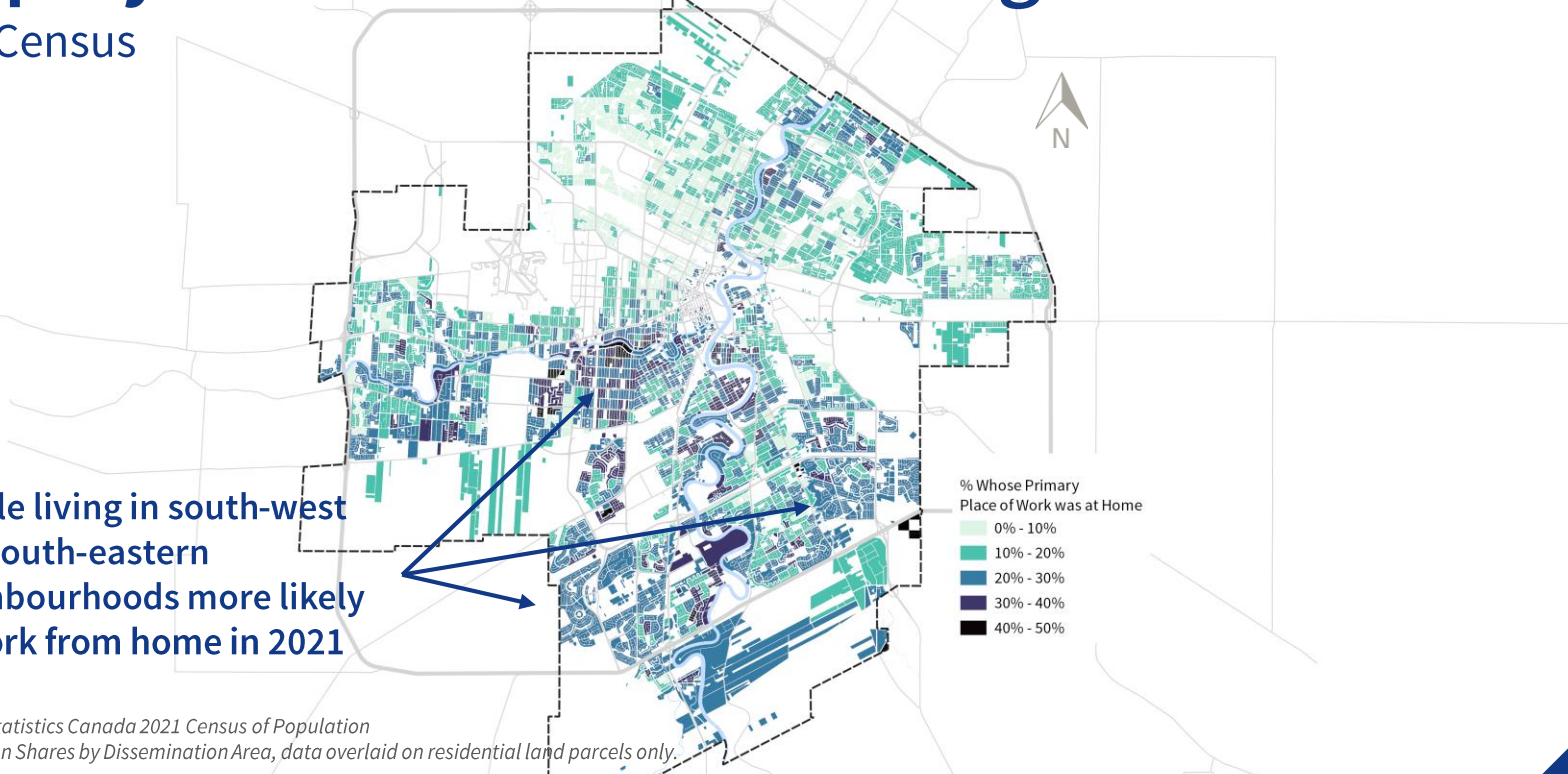 Census
N
% Whose Primary
Place of Work was at Home
0% - 10%
10% - 20%
20% - 30%
30% - 40%
40% - 50%
le living in south-west
outh-eastern
bourhoods more likely
rk from home in 2021
tatistics Canada 2021 Census of Population
n Shares by Dissemination Area, data overlaid on residential land parcels only.